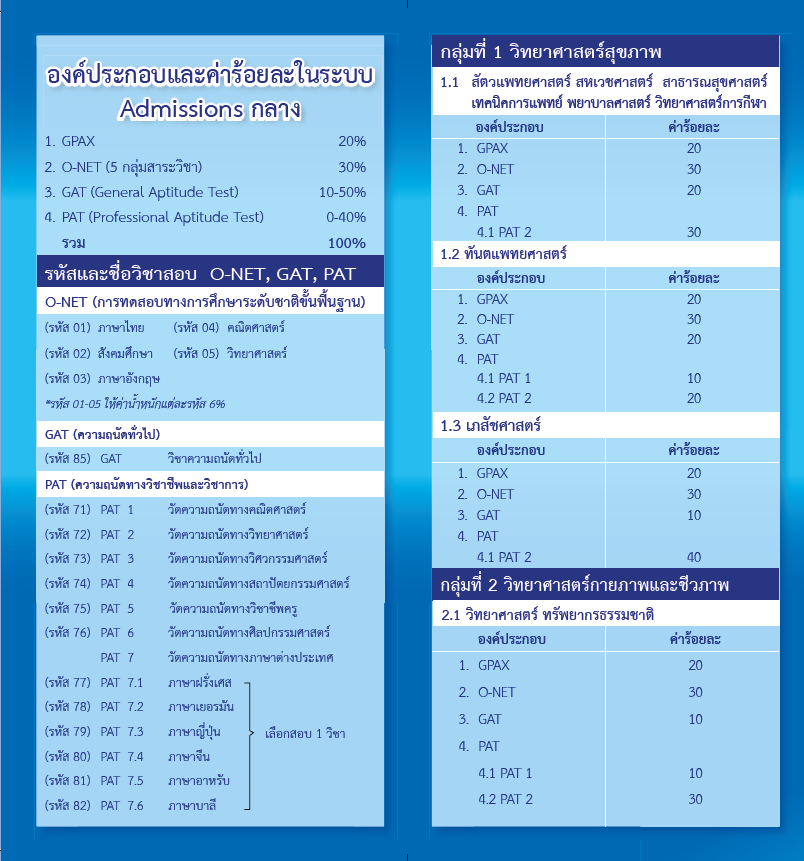 องค์ประกอบและค่าร้อยละในระบบ
Admissions กลาง
1. GPAX 20%
2. O-NET (5 กลุ่มสาระวิชา) 30%
3. GAT (General Aptitude Test) 10-50%
4. PAT (Professional Aptitude Test) 0-40%
รวม 100%
รหัสและชื่อวิชาสอบ O-NET, GAT, PAT
O-NET (การทดสอบทางการศึกษาระดับชาติขั้นพื้นฐาน)
(รหัส 01) ภาษาไทย (รหัส 04) คณิตศาสตร์
(รหัส 02) สังคมศึกษา (รหัส 05) วิทยาศาสตร์
(รหัส 03) ภาษาอังกฤษ
*รหัส 01-05 ให้ค่าน้ำหนักแต่ละรหัส 6%
GAT (ความถนัดทั่วไป)
(รหัส 85) GAT วิชาความถนัดทั่วไป
PAT (ความถนัดทางวิชาชีพและวิชาการ)
(รหัส 71) PAT 1 วัดความถนัดทางคณิตศาสตร์
(รหัส 72) PAT 2 วัดความถนัดทางวิทยาศาสตร์
(รหัส 73) PAT 3 วัดความถนัดทางวิศวกรรมศาสตร์
(รหัส 74) PAT 4 วัดความถนัดทางสถาปัตยกรรมศาสตร์
(รหัส 75) PAT 5 วัดความถนัดทางวิชาชีพครู
(รหัส 76) PAT 6 วัดความถนัดทางศิลปกรรมศาสตร์
PAT 7 วัดความถนัดทางภาษาต่างประเทศ
(รหัส 77) PAT 7.1 ภาษาฝรั่งเศส
(รหัส 78) PAT 7.2 ภาษาเยอรมัน
(รหัส 79) PAT 7.3 ภาษาญี่ปุ่น เลือกสอบ 1 วิชา
(รหัส 80) PAT 7.4 ภาษาจีน
(รหัส 81) PAT 7.5 ภาษาอาหรับ
(รหัส 82) PAT 7.6 ภาษาบาลี
กลุ่มที่ 1 วิทยาศาสตร์สุขภาพ
1.1 สัตวแพทยศาสตร์ สหเวชศาสตร์ สาธารณสุขศาสตร์
เทคนิคการแพทย์ พยาบาลศาสตร์ วิทยาศาสตร์การกีฬา
องค์ประกอบ ค่าร้อยละ
1. GPAX 20
2. O-NET 30
3. GAT 20
4. PAT
4.1 PAT 2 30
1.2 ทันตแพทยศาสตร์
องค์ประกอบ ค่าร้อยละ
1. GPAX 20
2. O-NET 30
3. GAT 20
4. PAT
4.1 PAT 1 10
4.2 PAT 2 20
1.3 เภสัชศาสตร์
องค์ประกอบ ค่าร้อยละ
1. GPAX 20
2. O-NET 30
3. GAT 10
4. PAT
4.1 PAT 2 40
กลุ่มที่ 2 วิทยาศาสตร์กายภาพและชีวภาพ
2.1 วิทยาศาสตร์ ทรัพยากรธรรมชาติ
องค์ประกอบ ค่าร้อยละ
1. GPAX 20
2. O-NET 30
3. GAT 10
4. PAT
4.1 PAT 1 10
4.2 PAT 2 30